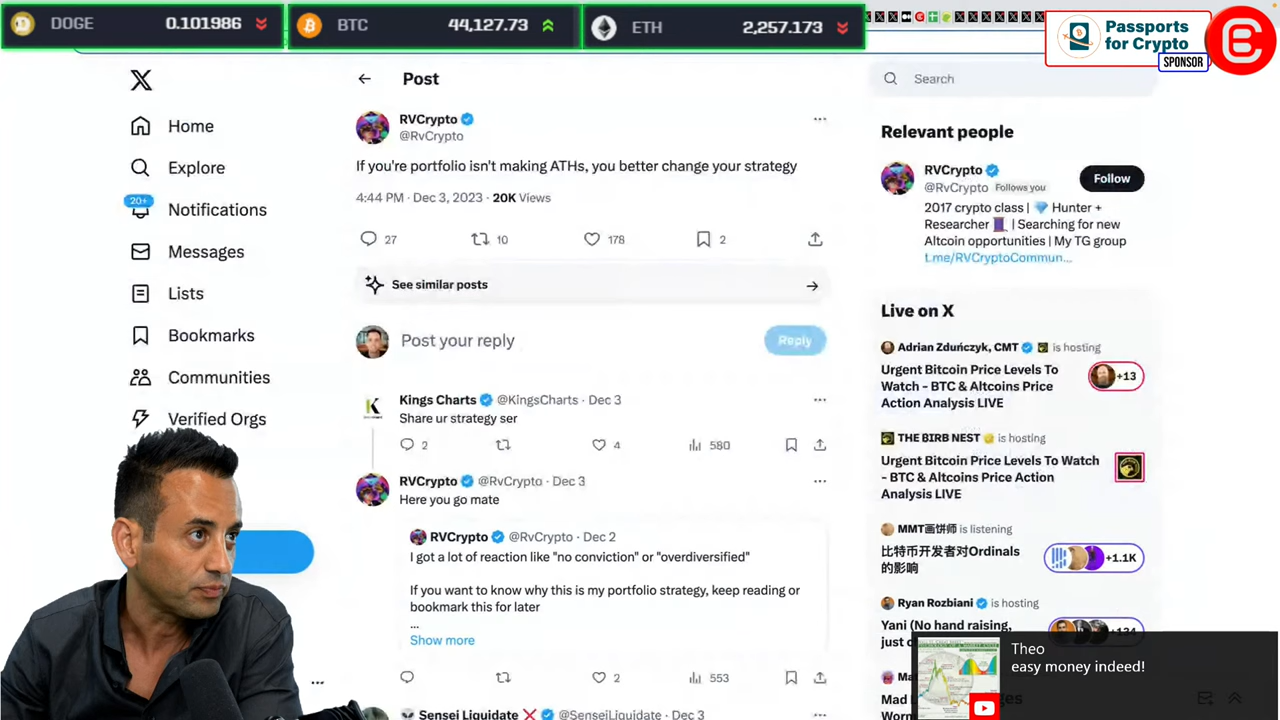 DOGE 0.101986
BTC 44,127.73
ETH 2,257.173
Passports
for Crypto
SPONSOR
Post
Search
Home
Explore
20+
Notifications
Messages
Lists
Bookmarks
Communities
Verified Orgs
RVCrypto
@RvCrypto
If you're portfolio isn't making ATHs, you better change your strategy
4:44 PM · Dec 3, 2023 · 20K Views
27 10 178 2
See similar posts
Post your reply
Reply
Kings Charts @KingsCharts · Dec 3
Share ur strategy ser
2 4 580
RVCrypto @RvCrypto · Dec 3
Here you go mate
RVCrypto @RvCrypto · Dec 2
I got a lot of reaction like "no conviction" or "overdiversified"
If you want to know why this is my portfolio strategy, keep reading or
bookmark this for later
...
Show more
2 553
Sensei Liquidate @SenseiLiquidate · Dec 3
Relevant people
RVCrypto
@RvCrypto Follows you
Follow
2017 crypto class | Hunter +
Researcher | Searching for new
Altcoin opportunities | My TG group
t.me/RVCryptoCommun...
Live on X
Adrian Zduńczyk, CMT is hosting
Urgent Bitcoin Price Levels To
Watch - BTC & Altcoins Price
Action Analysis LIVE
+13
THE BIRB NEST is hosting
Urgent Bitcoin Price Levels To Watch
- BTC & Altcoins Price Action
Analysis LIVE
MMT画饼师 is listening
比特币开发者对Ordinals
的影响
+1.1K
Ryan Rozbiani is hosting
Yani (No hand raising,
just
Theo
easy money indeed!